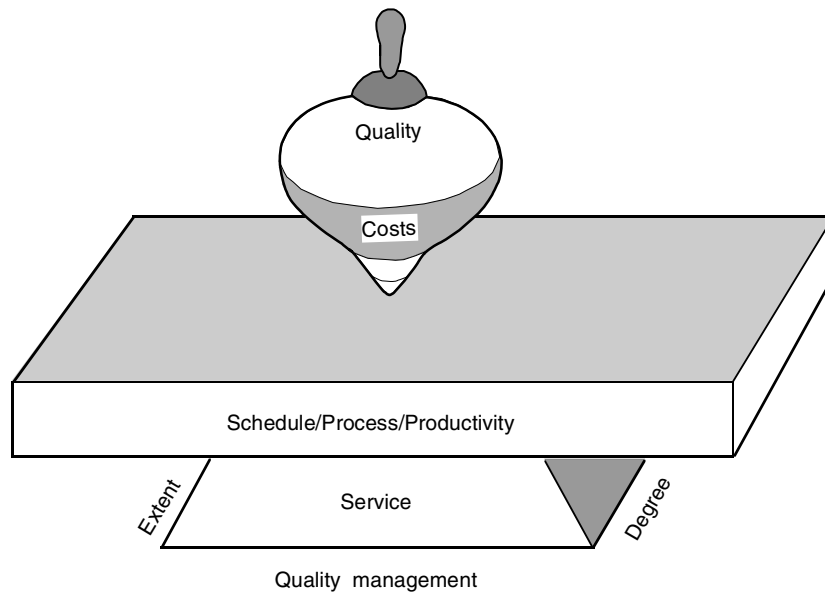 Quality
Costs
Schedule/Process/Productivity
Extent
Service
Degree
Quality management